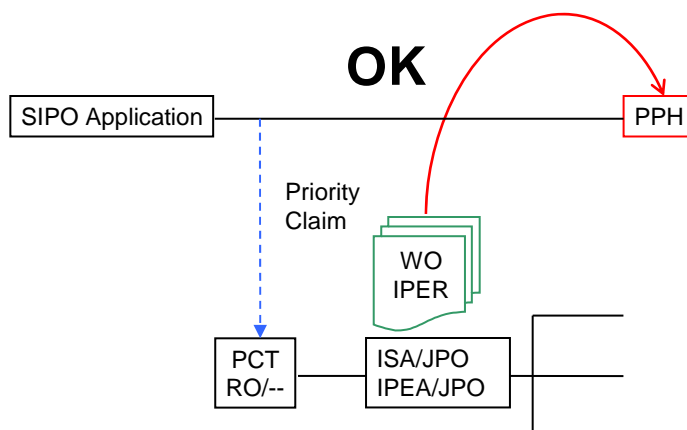 OK
SIPO Application
PPH
Priority
Claim
WO
IPER
PCT
RO/--
ISA/JPO
IPEA/JPO